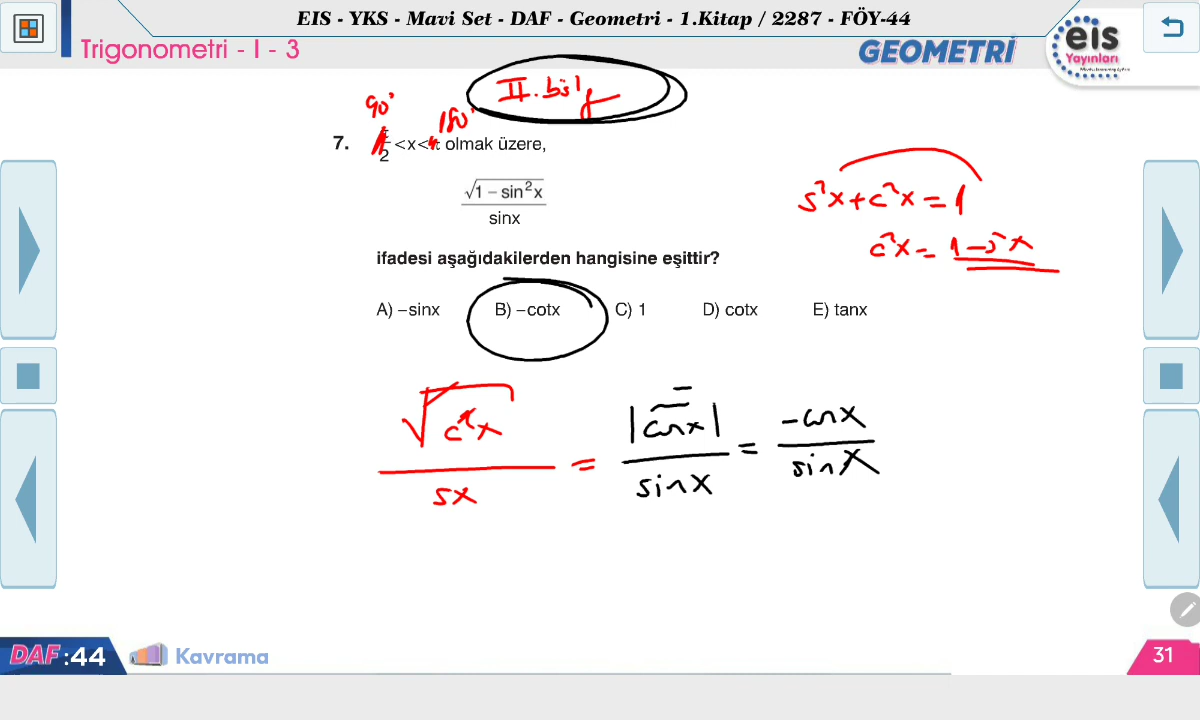 EIS - YKS - Mavi Set - DAF - Geometri - 1.Kitap / 2287 - FÖY-44
Trigonometri - I - 3
GEOMETRİ
eis
Yayınları
II. böl
90° 180°
7. π/2 <x<π olmak üzere,
√1 – sin²x
sinx
s²x + c²x = 1
c²x = 1 – s²x
ifadesi aşağıdakilerden hangisine eşittir?
A) –sinx B) –cotx C) 1 D) cotx E) tanx
√c²x / sx = |cosx| / sinx = -cosx / sinx
–
DAF :44 Kavrama
31